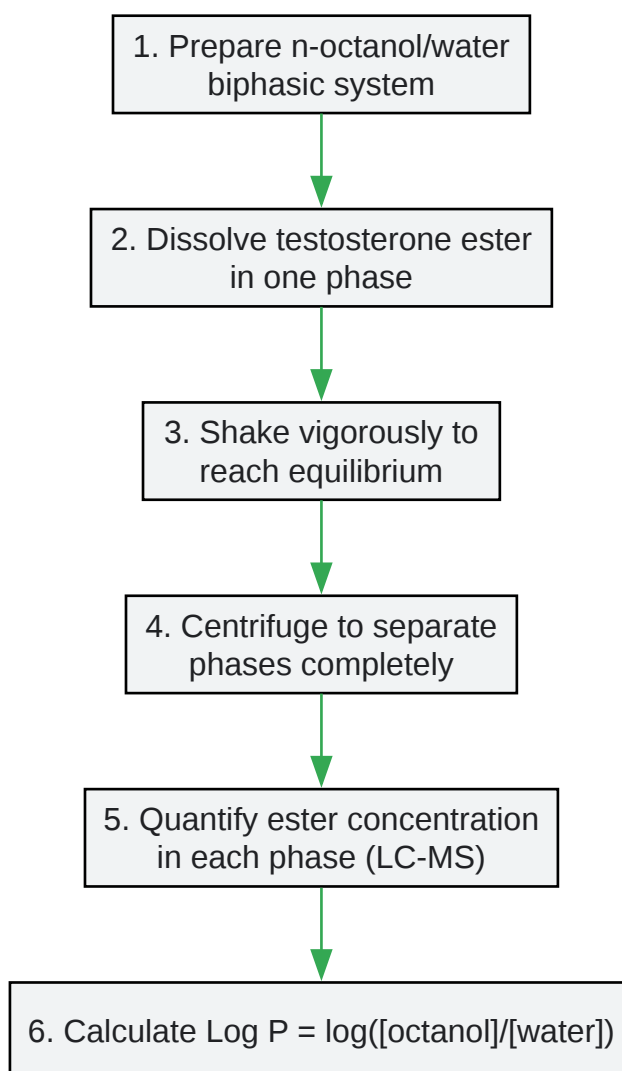 1. Prepare n-octanol/water
biphasic system
2. Dissolve testosterone ester
in one phase
3. Shake vigorously to
reach equilibrium
4. Centrifuge to separate
phases completely
5. Quantify ester concentration
in each phase (LC-MS)
6. Calculate Log P = log([octanol]/[water])